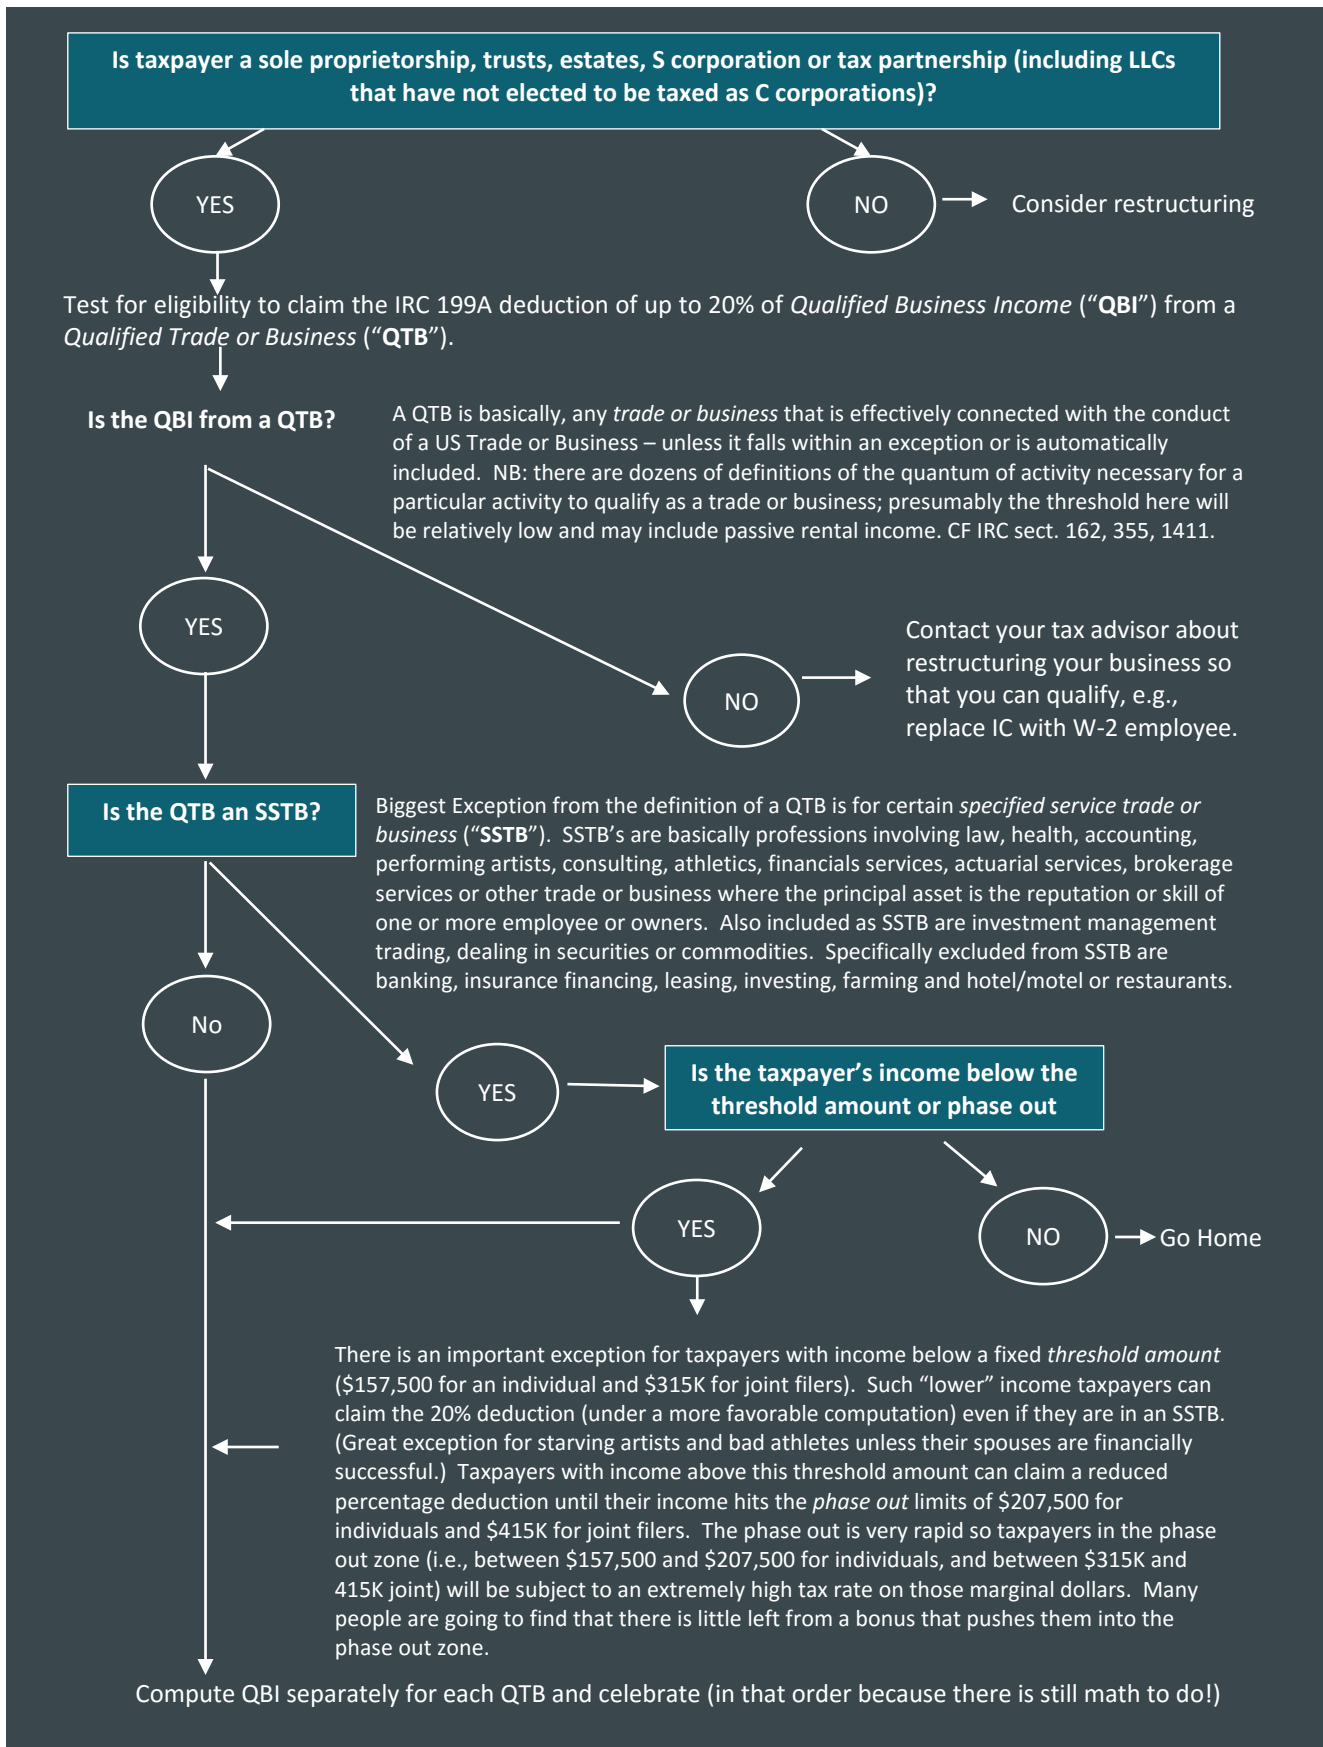 Is taxpayer a sole proprietorship, trusts, estates, S corporation or tax partnership (including LLCs
that have not elected to be taxed as C corporations)?
YES
NO
Consider restructuring
Test for eligibility to claim the IRC 199A deduction of up to 20% of Qualified Business Income (“QBI”) from a
Qualified Trade or Business (“QTB”).
Is the QBI from a QTB?
A QTB is basically, any trade or business that is effectively connected with the conduct
of a US Trade or Business – unless it falls within an exception or is automatically
included.  NB: there are dozens of definitions of the quantum of activity necessary for a
particular activity to qualify as a trade or business; presumably the threshold here will
be relatively low and may include passive rental income. CF IRC sect. 162, 355, 1411.
YES
NO
Contact your tax advisor about
restructuring your business so
that you can qualify, e.g.,
replace IC with W-2 employee.
Is the QTB an SSTB?
Biggest Exception from the definition of a QTB is for certain specified service trade or
business (“SSTB”).  SSTB’s are basically professions involving law, health, accounting,
performing artists, consulting, athletics, financials services, actuarial services, brokerage
services or other trade or business where the principal asset is the reputation or skill of
one or more employee or owners.  Also included as SSTB are investment management
trading, dealing in securities or commodities.  Specifically excluded from SSTB are
banking, insurance financing, leasing, investing, farming and hotel/motel or restaurants.
No
YES
Is the taxpayer’s income below the
threshold amount or phase out
YES
NO
Go Home
There is an important exception for taxpayers with income below a fixed threshold amount
($157,500 for an individual and $315K for joint filers).  Such “lower” income taxpayers can
claim the 20% deduction (under a more favorable computation) even if they are in an SSTB.
(Great exception for starving artists and bad athletes unless their spouses are financially
successful.)  Taxpayers with income above this threshold amount can claim a reduced
percentage deduction until their income hits the phase out limits of $207,500 for
individuals and $415K for joint filers.  The phase out is very rapid so taxpayers in the phase
out zone (i.e., between $157,500 and $207,500 for individuals, and between $315K and
415K joint) will be subject to an extremely high tax rate on those marginal dollars.  Many
people are going to find that there is little left from a bonus that pushes them into the
phase out zone.
Compute QBI separately for each QTB and celebrate (in that order because there is still math to do!)